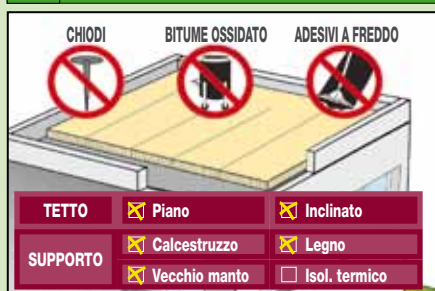 CHIODI BITUME OSSIDATO ADESIVI A FREDDO
TETTO Piano Inclinato
SUPPORTO Calcestruzzo Legno
Vecchio manto Isol. termico